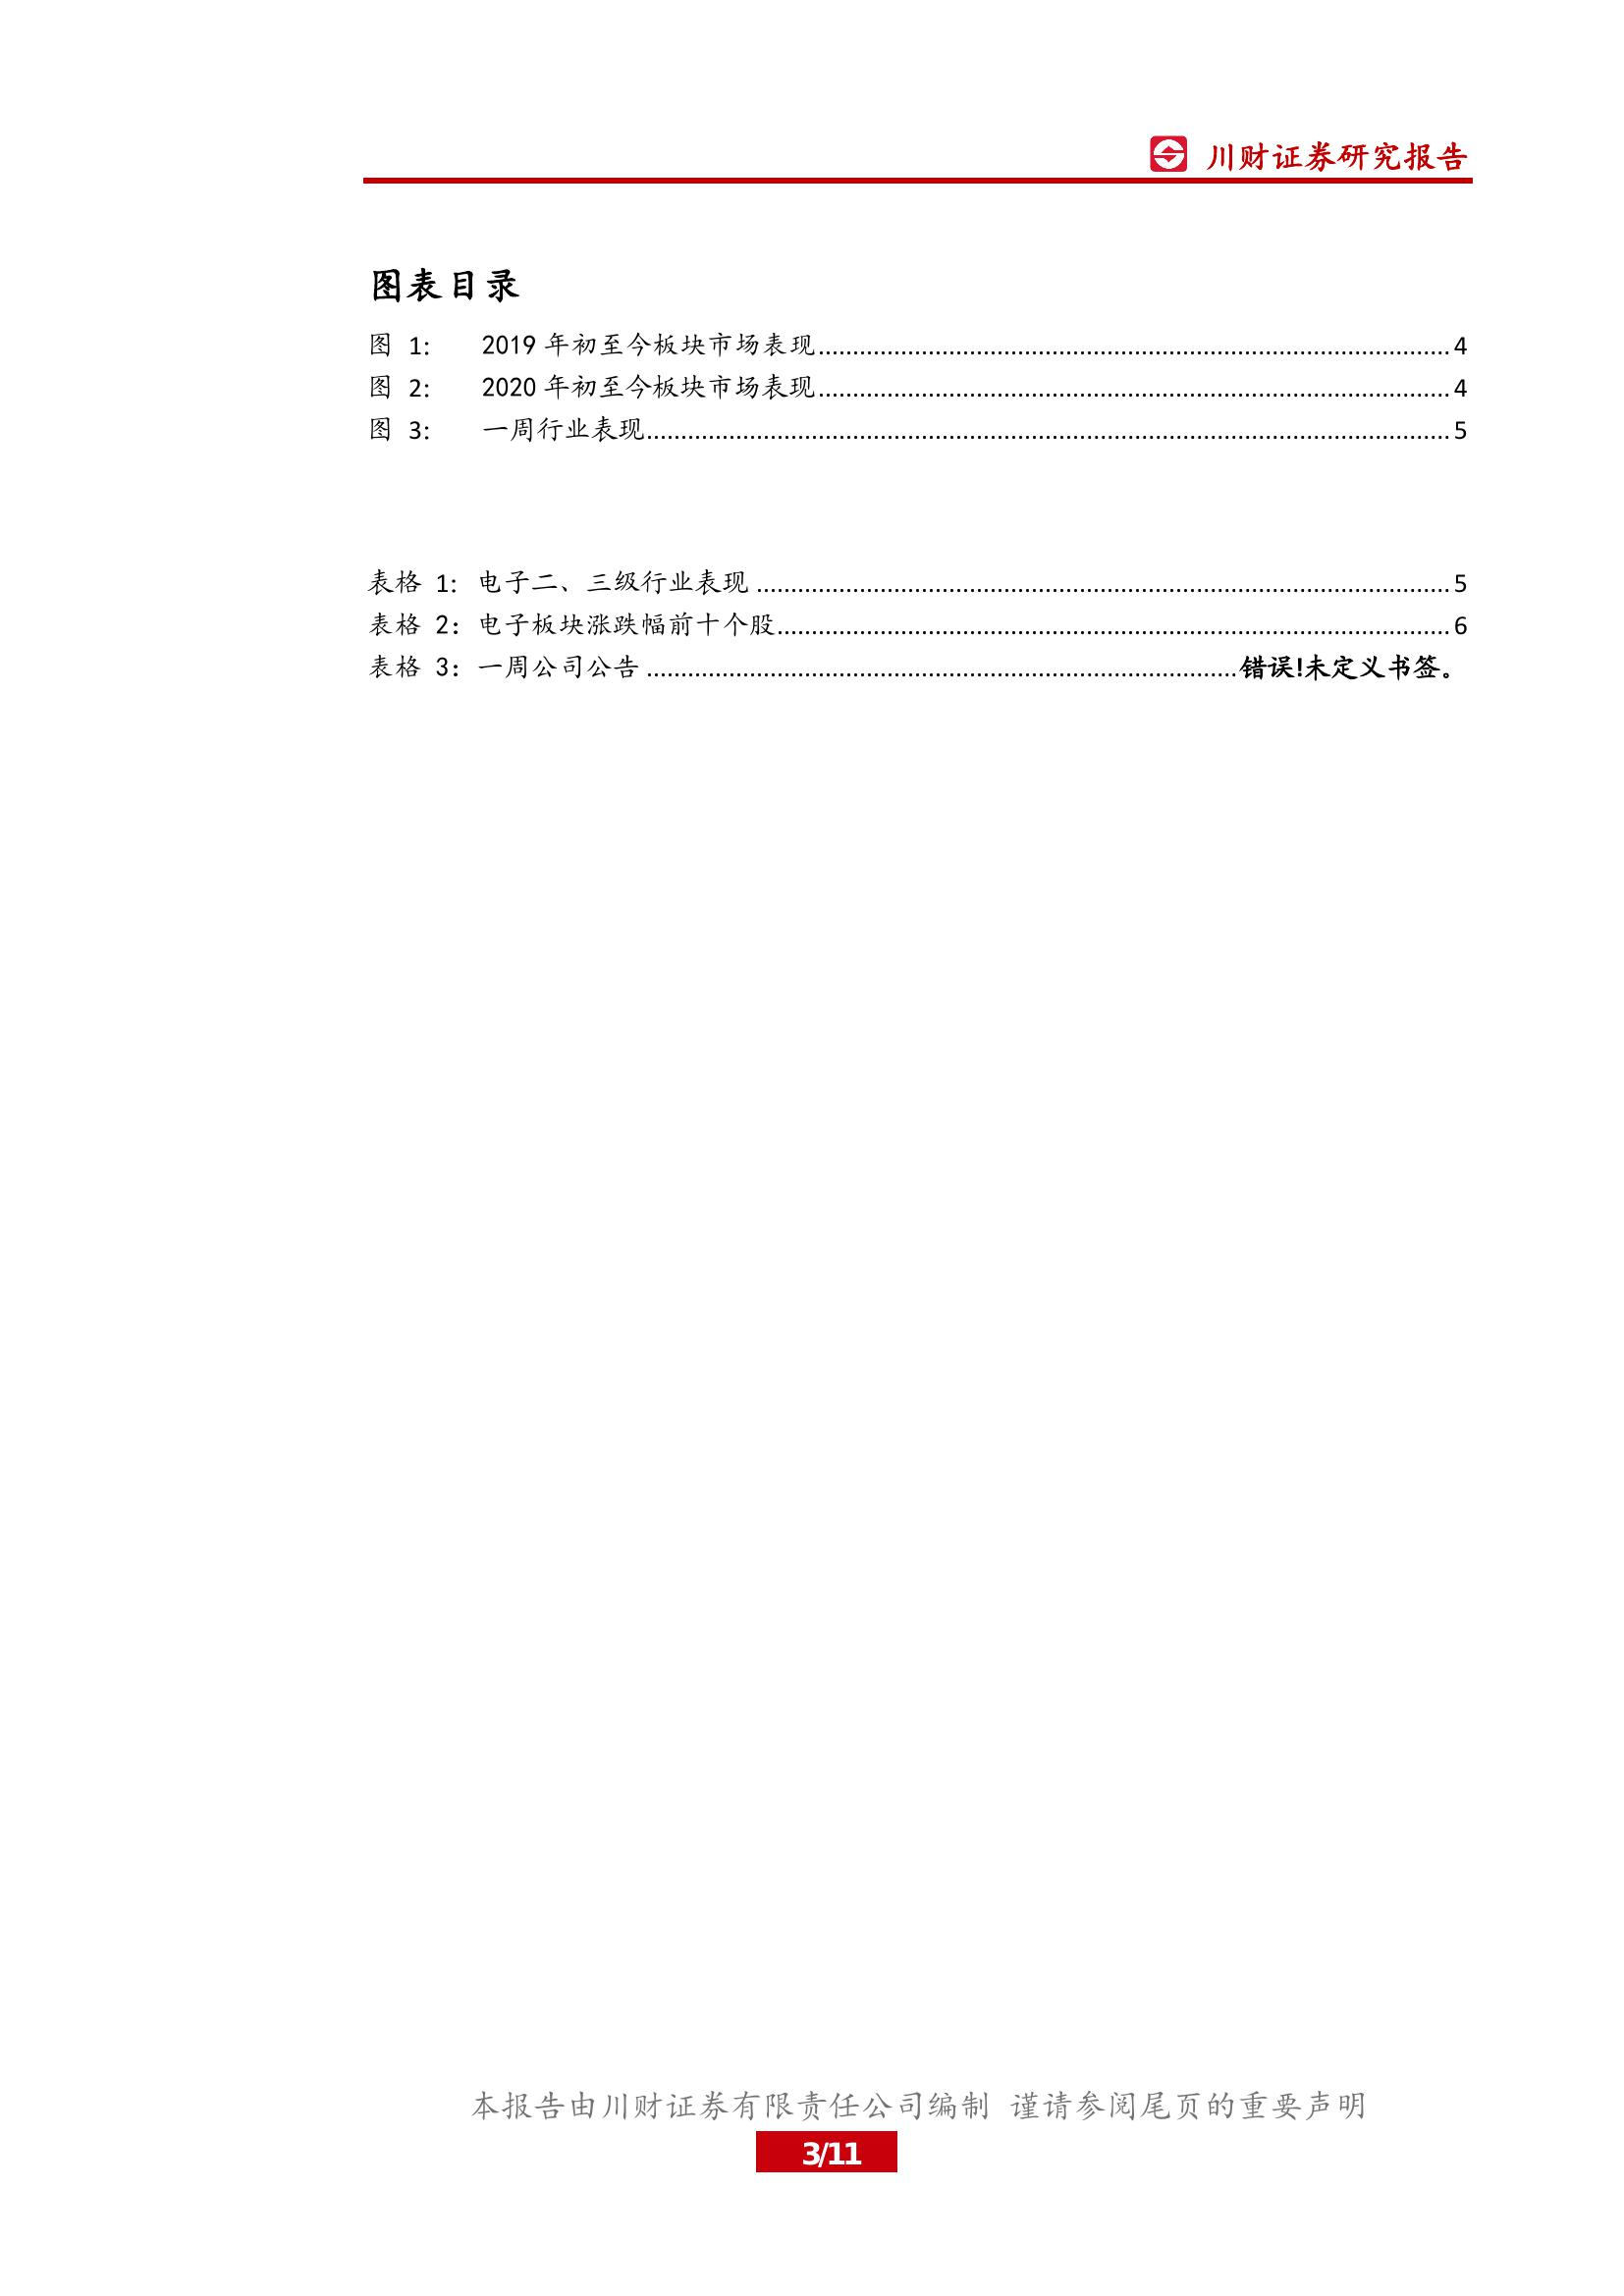 川财证券研究报告
图表目录
图 1: 2019 年初至今板块市场表现 4
图 2: 2020 年初至今板块市场表现 4
图 3: 一周行业表现 5
表格 1: 电子二、三级行业表现 5
表格 2: 电子板块涨跌幅前十个股 6
表格 3: 一周公司公告 错误!未定义书签。
本报告由川财证券有限责任公司编制 谨请参阅尾页的重要声明
3/11